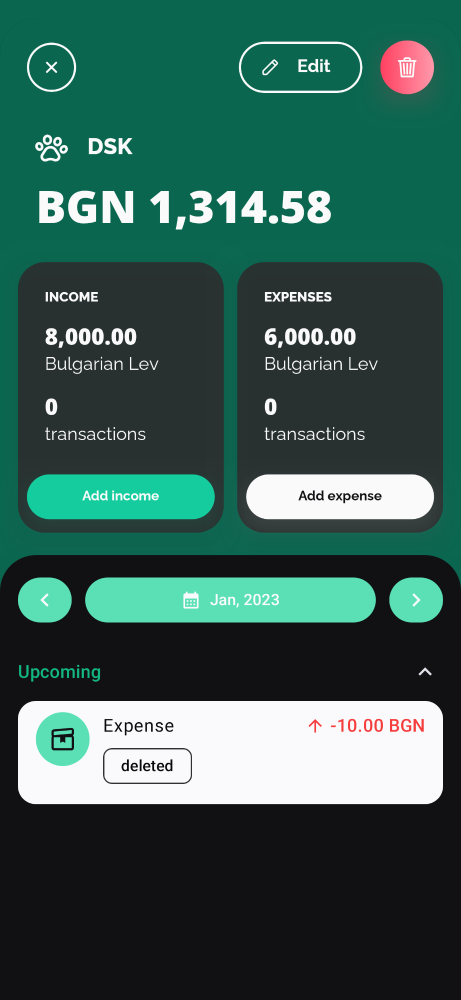 Edit
DSK
BGN 1,314.58
INCOME
8,000.00
Bulgarian Lev
0
transactions
Add income
EXPENSES
6,000.00
Bulgarian Lev
0
transactions
Add expense
Jan, 2023
Upcoming
Expense
-10.00 BGN
deleted